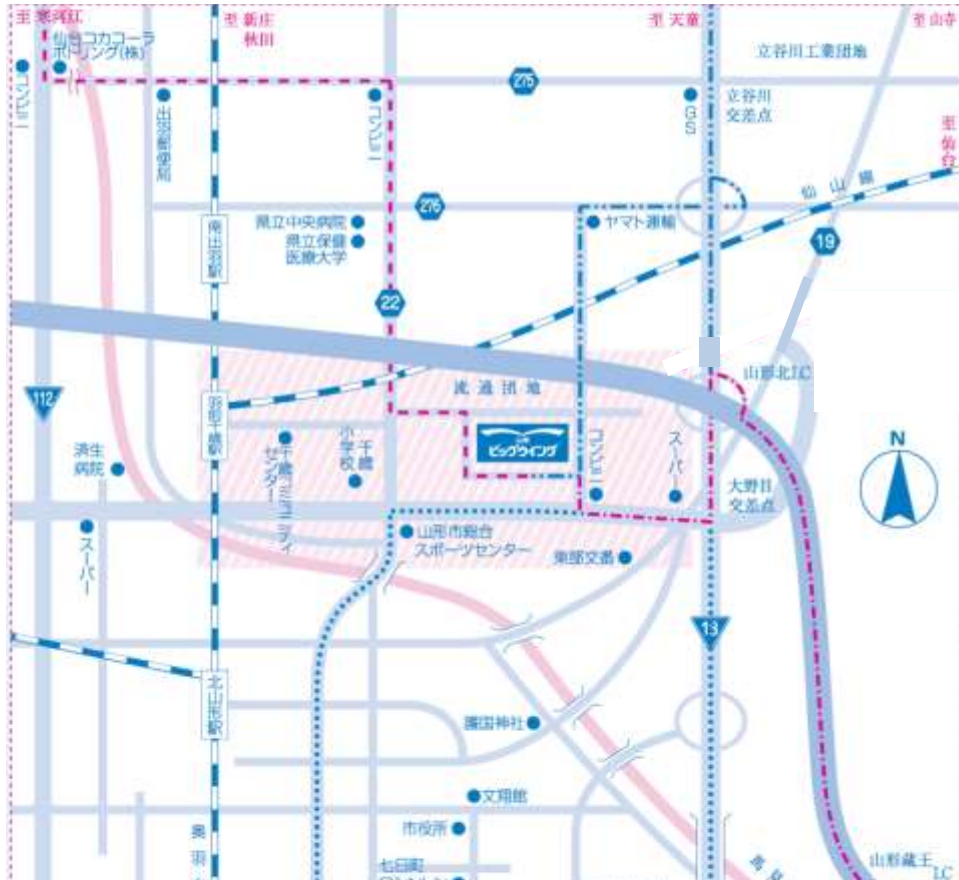 至 寒河江
至 新庄
秋田
至 天童
至 山寺
仙台コカコーラ
ボトリング(株)
コンビニ
出羽郵便局
コンビニ
275
GS
立谷川工業団地
立谷川
交差点
至 仙台
県立中央病院
県立保健
医療大学
276
ヤマト運輸
仙山線
19
南出羽駅
22
112
羽前千歳駅
流通団地
山形北I.C
済生
病院
千歳コミュニティ
センター
千歳
小学校
山形
ビッグウイング
コンビニ
スーパー
大野目
交差点
N
スーパー
山形市総合
スポーツセンター
東部交番
13
北山形駅
護国神社
文翔館
市役所
七日町
奥羽
馬見
山形蔵王
I.C